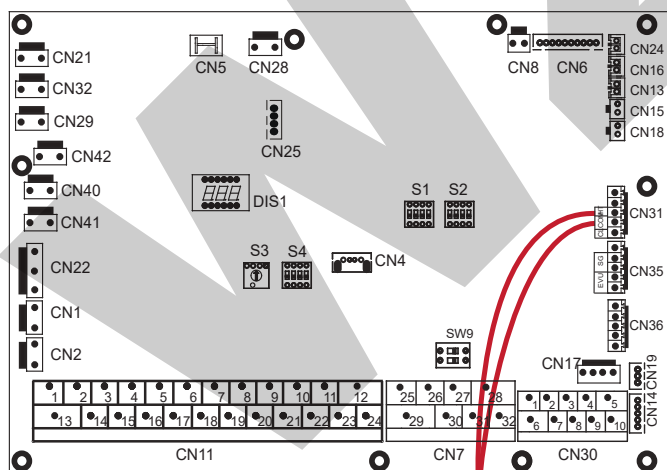 CN21
CN5
CN28
CN8
CN6
CN24
CN16
CN13
CN15
CN18
CN32
CN29
CN42
CN25
CN40
CN41
DIS1
S1
S2
CN31
CN22
S3
S4
CN4
SG
EVU
CN35
CN1
CN36
CN2
SW9
CN17
CN19
CN14
1 2 3 4 5 6 7 8 9 10 11 12
13 14 15 16 17 18 19 20 21 22 23 24
25 26 27 28
29 30 31 32
1 2 3 4 5
6 7 8 9 10
CN11
CN7
CN30